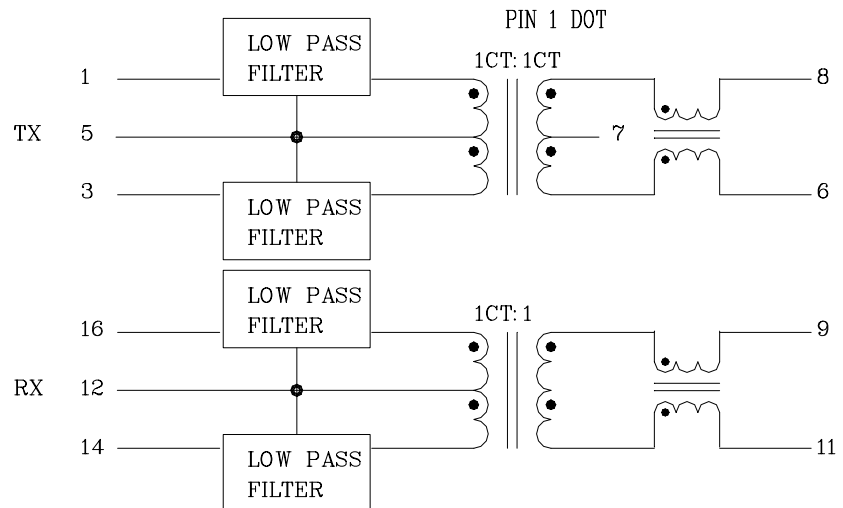 PIN 1 DOT
LOW PASS
FILTER
1CT:1CT
1
8
TX
5
7
3
6
LOW PASS
FILTER
LOW PASS
FILTER
1CT:1
16
9
RX
12
14
11
LOW PASS
FILTER